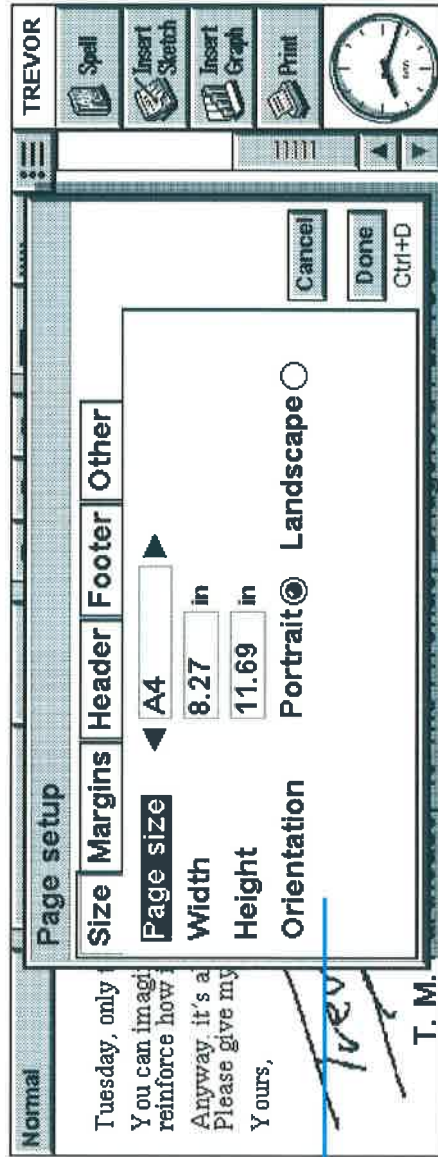 Normal
TREVOR
Page setup
Size Margins Header Footer Other
Page size A4
Width 8.27 in
Height 11.69 in
Orientation Portrait Landscape
Cancel
Done
Ctrl+D
Spell
Insert Sketch
Insert Graph
Print
Tuesday, only
You can imagi
reinforce how
Anyway, it's al
Please give my
Yours,
T. M.